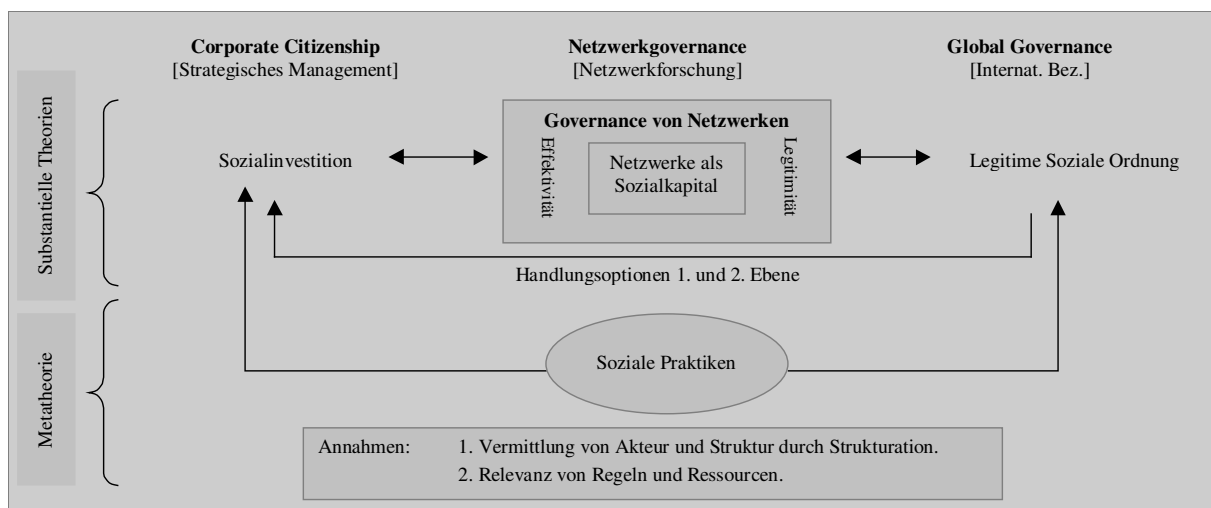 Corporate Citizenship
[Strategisches Management]
Netzwerkgovernance
[Netzwerkforschung]
Global Governance
[Internat. Bez.]
Substantielle Theorien
Sozialinvestition
Governance von Netzwerken
Effektivität
Netzwerke als
Sozialkapital
Legitimität
Legitime Soziale Ordnung
Handlungsoptionen 1. und 2. Ebene
Metatheorie
Soziale Praktiken
Annahmen: 1. Vermittlung von Akteur und Struktur durch Strukturation.
2. Relevanz von Regeln und Ressourcen.